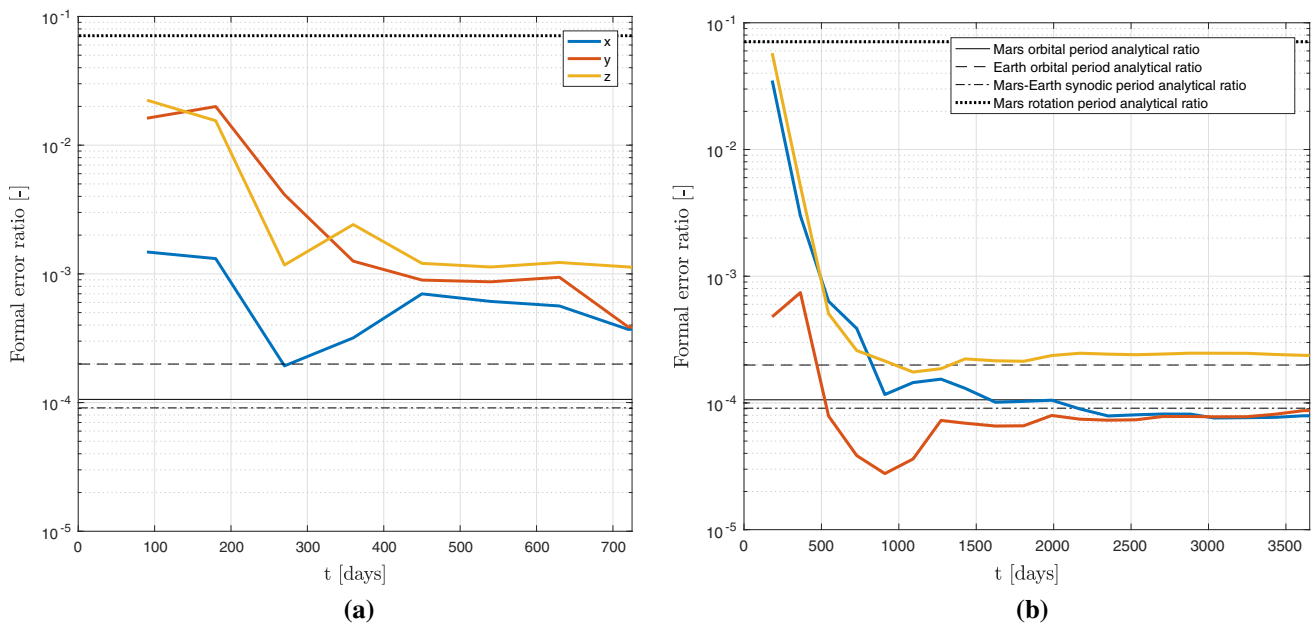 10^-1
10^-2
10^-3
10^-4
10^-5
Formal error ratio [-]
x
y
z
0 100 200 300 400 500 600 700
t [days]
(a)
10^-1
10^-2
10^-3
10^-4
10^-5
Formal error ratio [-]
Mars orbital period analytical ratio
Earth orbital period analytical ratio
Mars-Earth synodic period analytical ratio
Mars rotation period analytical ratio
0 500 1000 1500 2000 2500 3000 3500
t [days]
(b)